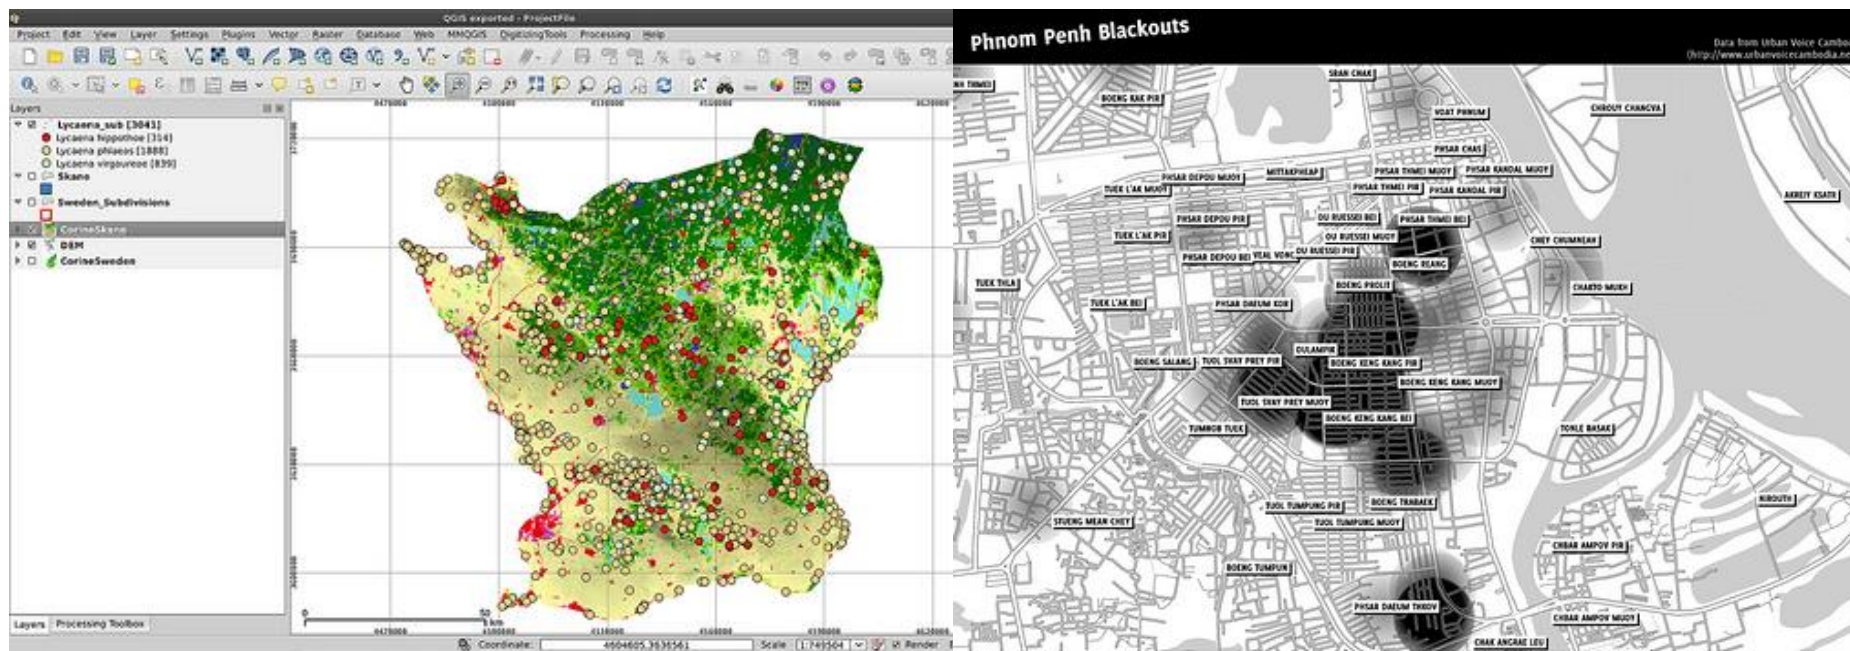 QGIS exported - ProjectFile
Project Edit View Layer Settings Plugins Vector Raster Database Web MMQGIS DigitizingTools Processing Help
Layers
Lycaena_sub [3041]
Lycaena hippothoe [314]
Lycaena phlaeas [1888]
Lycaena virgaureae [839]
Skane
Sweden_Subdivisions
CorineSkane
DEM
CorineSweden
0
50
km
Layers Processing Toolbox
Coordinate:
Scale 1:749504 Render
Phnom Penh Blackouts
Data from Urban Voice Cambo
(http://www.urbanvoicecambodia.ne
SRAN CHAK
BOENG KAK PIR
VOAT PHNUM
CHROUY CHANGVA
PHSAR CHAS
MITTAKPHEAP
PHSAR THMEI MUOY
PHSAR KANDAL MUOY
PHSAR DEPOU MUOY
TUEK L'AK MUOY
PHSAR THMEI PIR
PHSAR KANDAL PIR
AKREIY KSATR
PHSAR DEPOU PIR
OU RUESSEI BEI
PHSAR THMEI BEI
TUEK L'AK PIR
OU RUESSEI MUOY
CHEY CHUMNEAH
PHSAR DEPOU BEI
VEAL VONG
OU RUESSEI PIR
BOENG REANG
TUEK THLA
BOENG PROLIT
CHAKTO MUKH
TUEK L'AK BEI
PHSAR DAEUM KOR
OULAMPIK
BOENG SALANG
TUOL SVAY PREY PIR
BOENG KENG KANG PIR
BOENG KENG KANG MUOY
TUOL SVAY PREY MUOY
BOENG KENG KANG BEI
TUMNOB TUEK
TONLE BASAK
BOENG TRABAEK
NIROUTH
TUOL TUMPUNG PIR
STUENG MEAN CHEY
TUOL TUMPUNG MUOY
CHBAR AMPOV PIR
BOENG TUMPUN
PHSAR DAEUM THKOV
CHBAR AMPOV MUOY
CHAK ANGRAE LEU